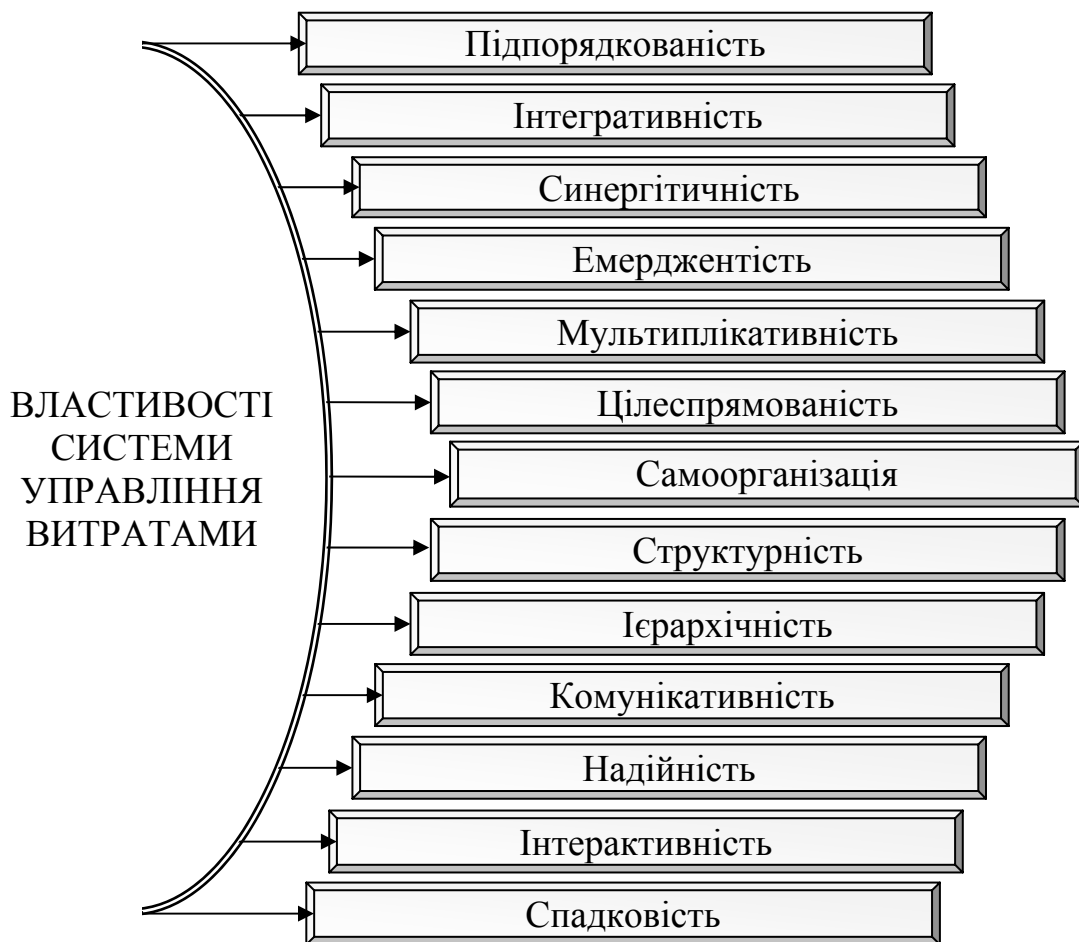 ВЛАСТИВОСТІ
СИСТЕМИ
УПРАВЛІННЯ
ВИТРАТАМИ
Підпорядкованість
Інтегративність
Синергітичність
Емерджентість
Мультиплікативність
Цілеспрямованість
Самоорганізація
Структурність
Ієрархічність
Комунікативність
Надійність
Інтерактивність
Спадковість